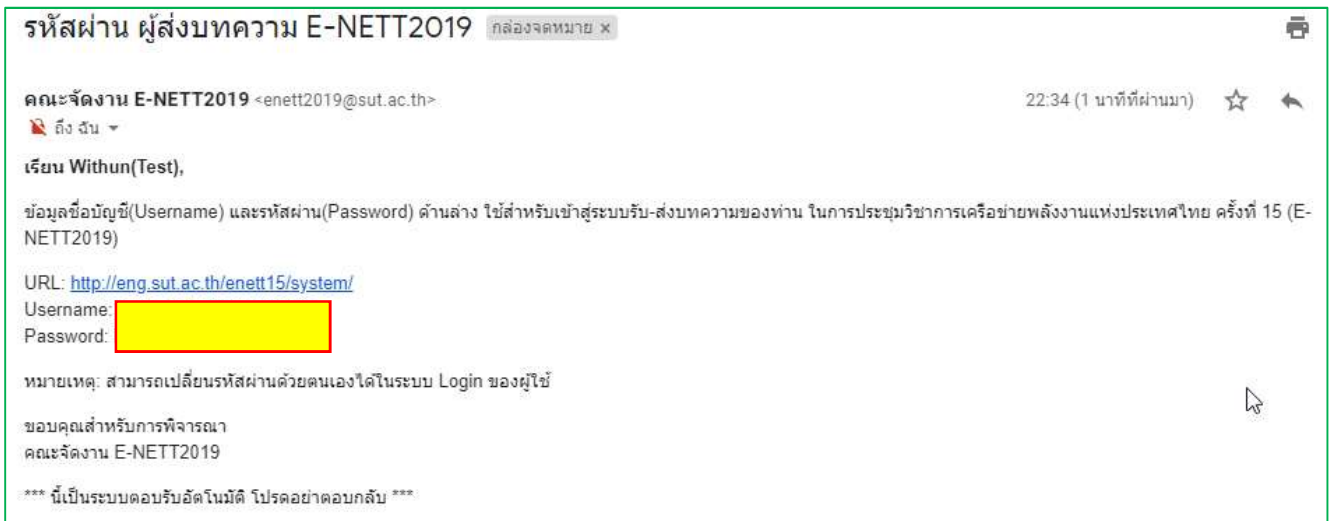 รหัสผ่าน ผู้ส่งบทความ E-NETT2019 กล่องจดหมาย x
คณะจัดงาน E-NETT2019 <enett2019@sut.ac.th> 22:34 (1 นาทีที่ผ่านมา)
ถึง ฉัน
เรียน Withun(Test),
ข้อมูลชื่อบัญชี(Username) และรหัสผ่าน(Password) ด้านล่าง ใช้สำหรับเข้าสู่ระบบรับ-ส่งบทความของท่าน ในการประชุมวิชาการเครือข่ายพลังงานแห่งประเทศไทย ครั้งที่ 15 (E-
NETT2019)
URL: http://eng.sut.ac.th/enett15/system/
Username:
Password:
หมายเหตุ: สามารถเปลี่ยนรหัสผ่านด้วยตนเองได้ในระบบ Login ของผู้ใช้
ขอบคุณสำหรับการพิจารณา
คณะจัดงาน E-NETT2019
*** นี้เป็นระบบตอบรับอัตโนมัติ โปรดอย่าตอบกลับ ***